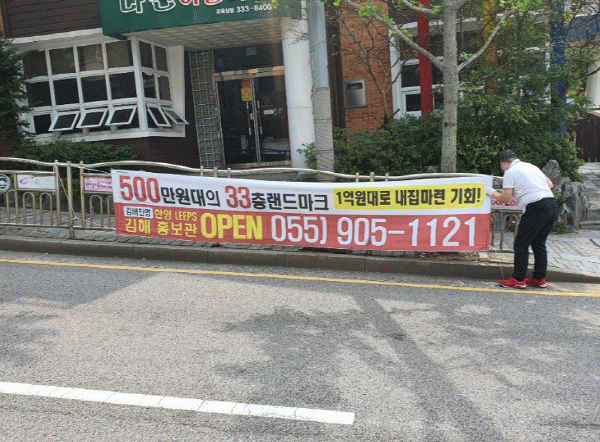 333-8400
500만원대의 33층랜드마크 1억원대로 내집마련 기회!
김해진영 한양 LEEPS
김해 홍보관 OPEN 055) 905-1121